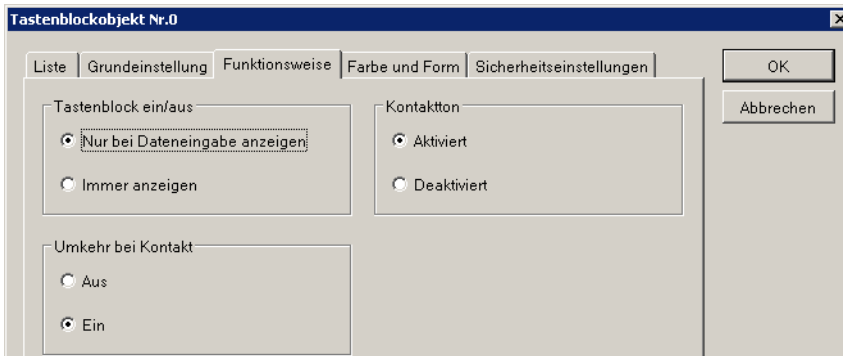 Tastenblockobjekt Nr.0
Liste Grundeinstellung Funktionsweise Farbe und Form Sicherheitseinstellungen
OK
Abbrechen
Tastenblock ein/aus
Nur bei Dateneingabe anzeigen
Immer anzeigen
Kontaktton
Aktiviert
Deaktiviert
Umkehr bei Kontakt
Aus
Ein